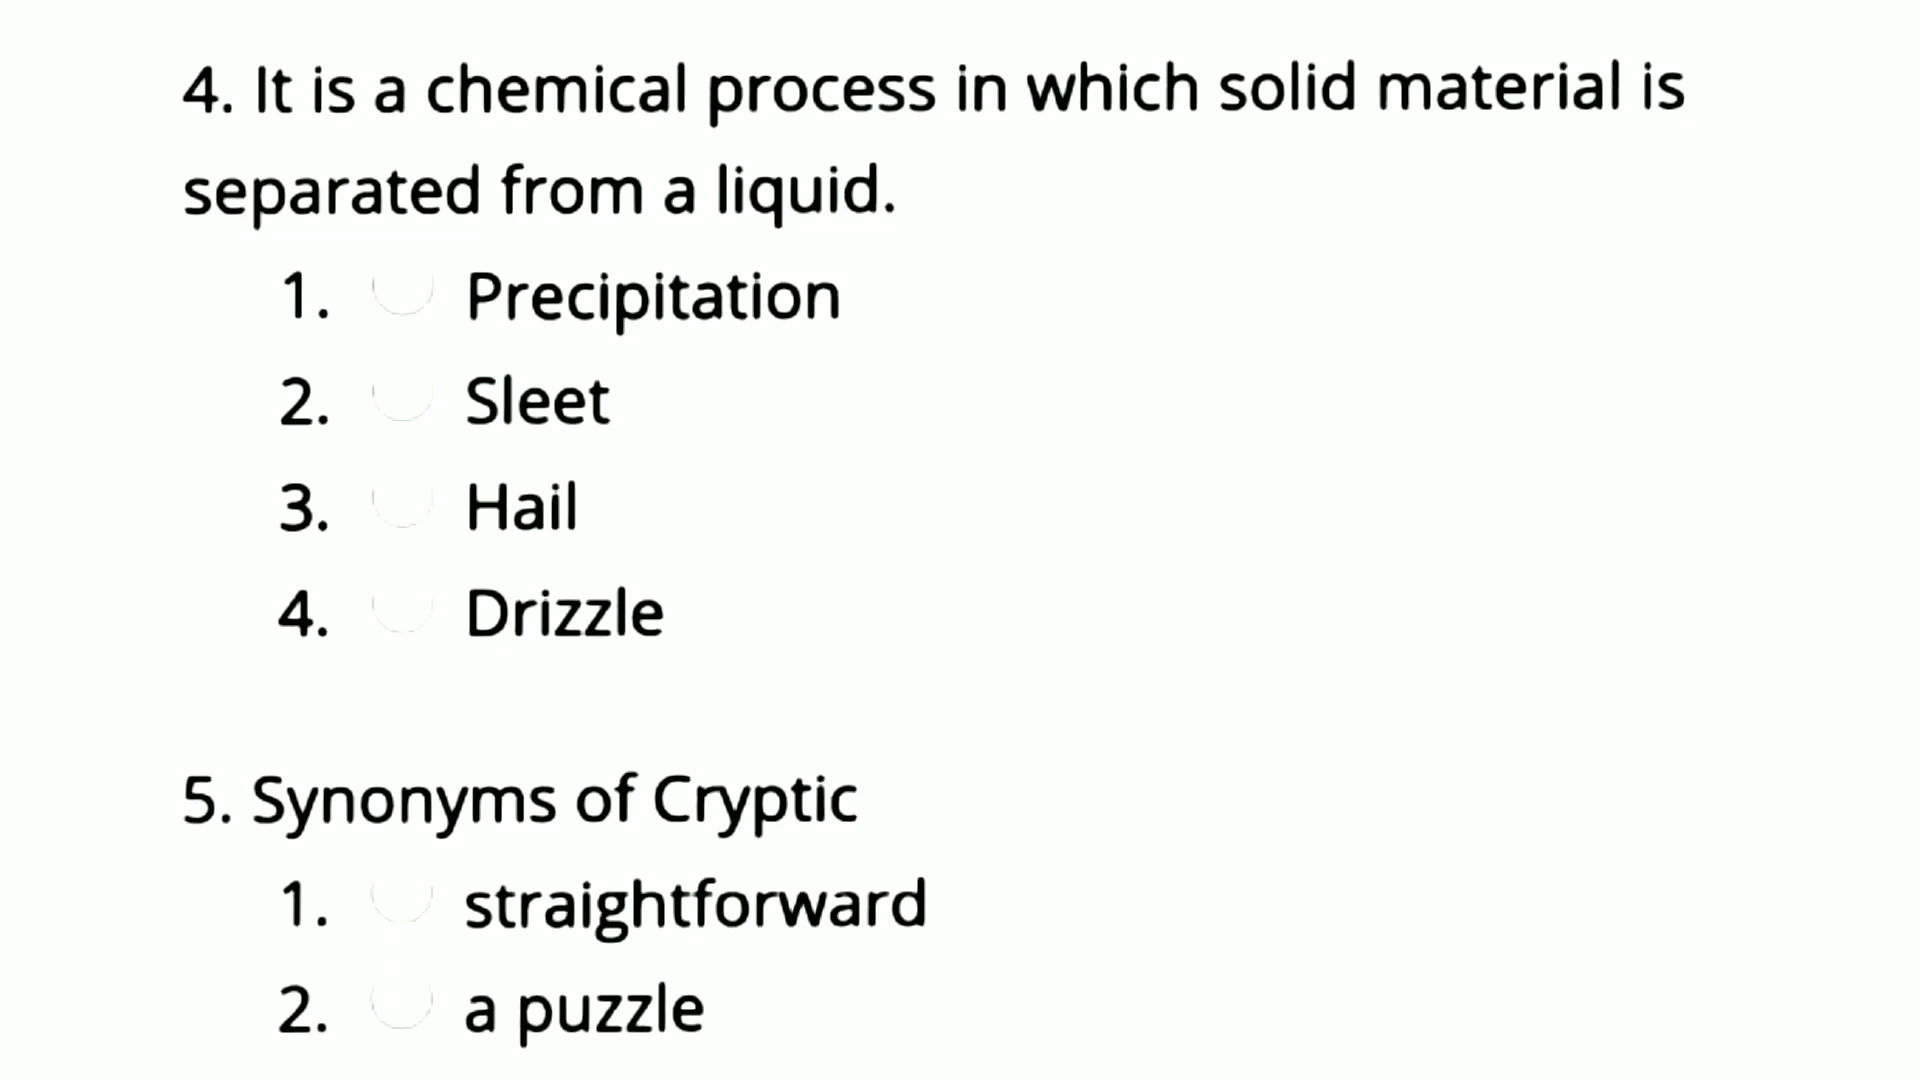 4. It is a chemical process in which solid material is
separated from a liquid.
1. Precipitation
2. Sleet
3. Hail
4. Drizzle
5. Synonyms of Cryptic
1. straightforward
2. a puzzle